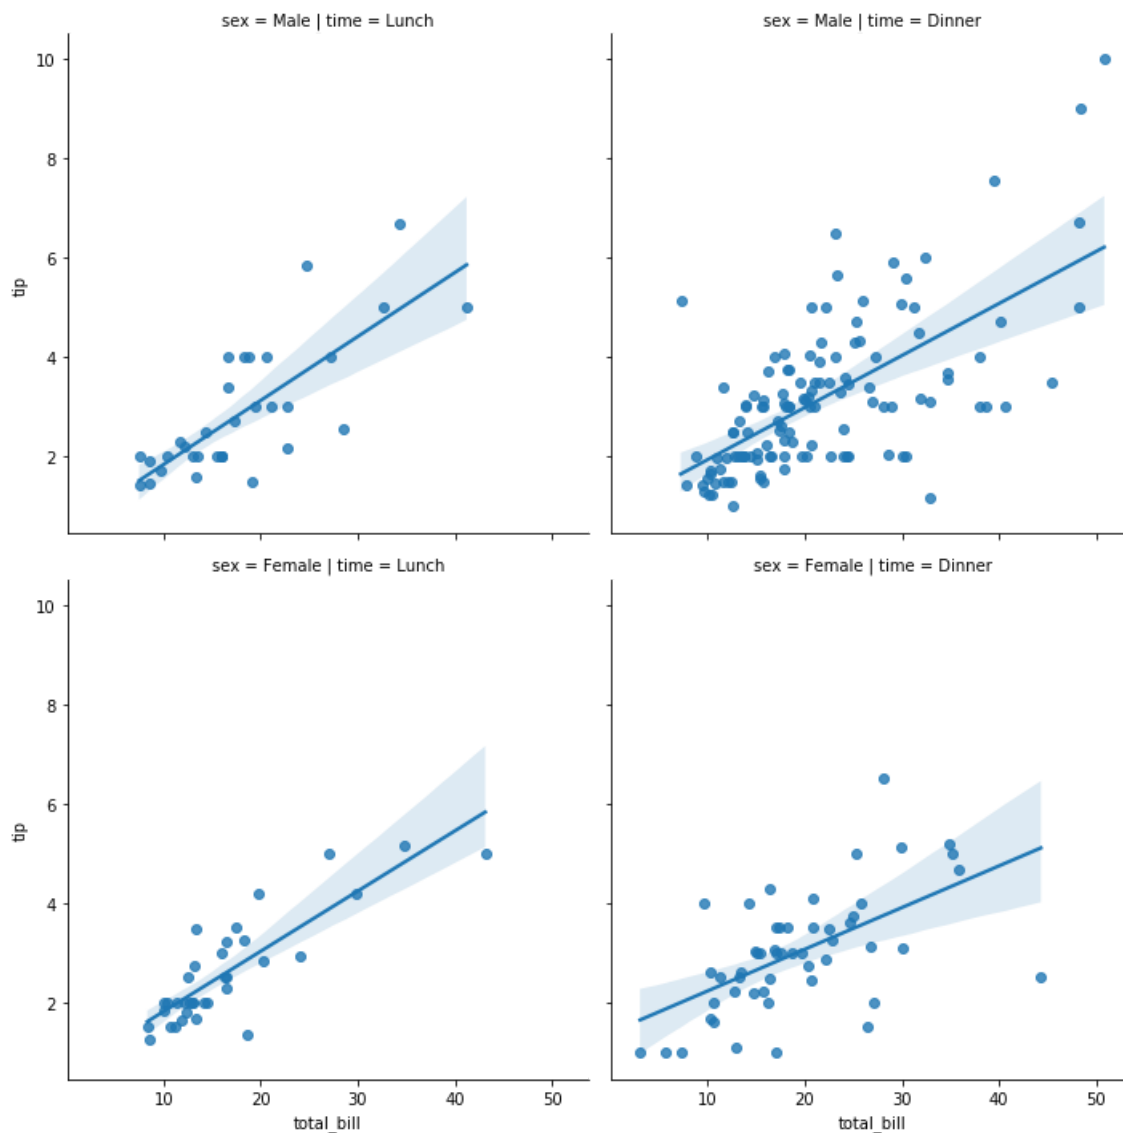 sex = Male | time = Lunch
sex = Male | time = Dinner
10
8
6
4
2
tip
sex = Female | time = Lunch
sex = Female | time = Dinner
10
8
6
4
2
tip
10 20 30 40 50
10 20 30 40 50
total_bill
total_bill